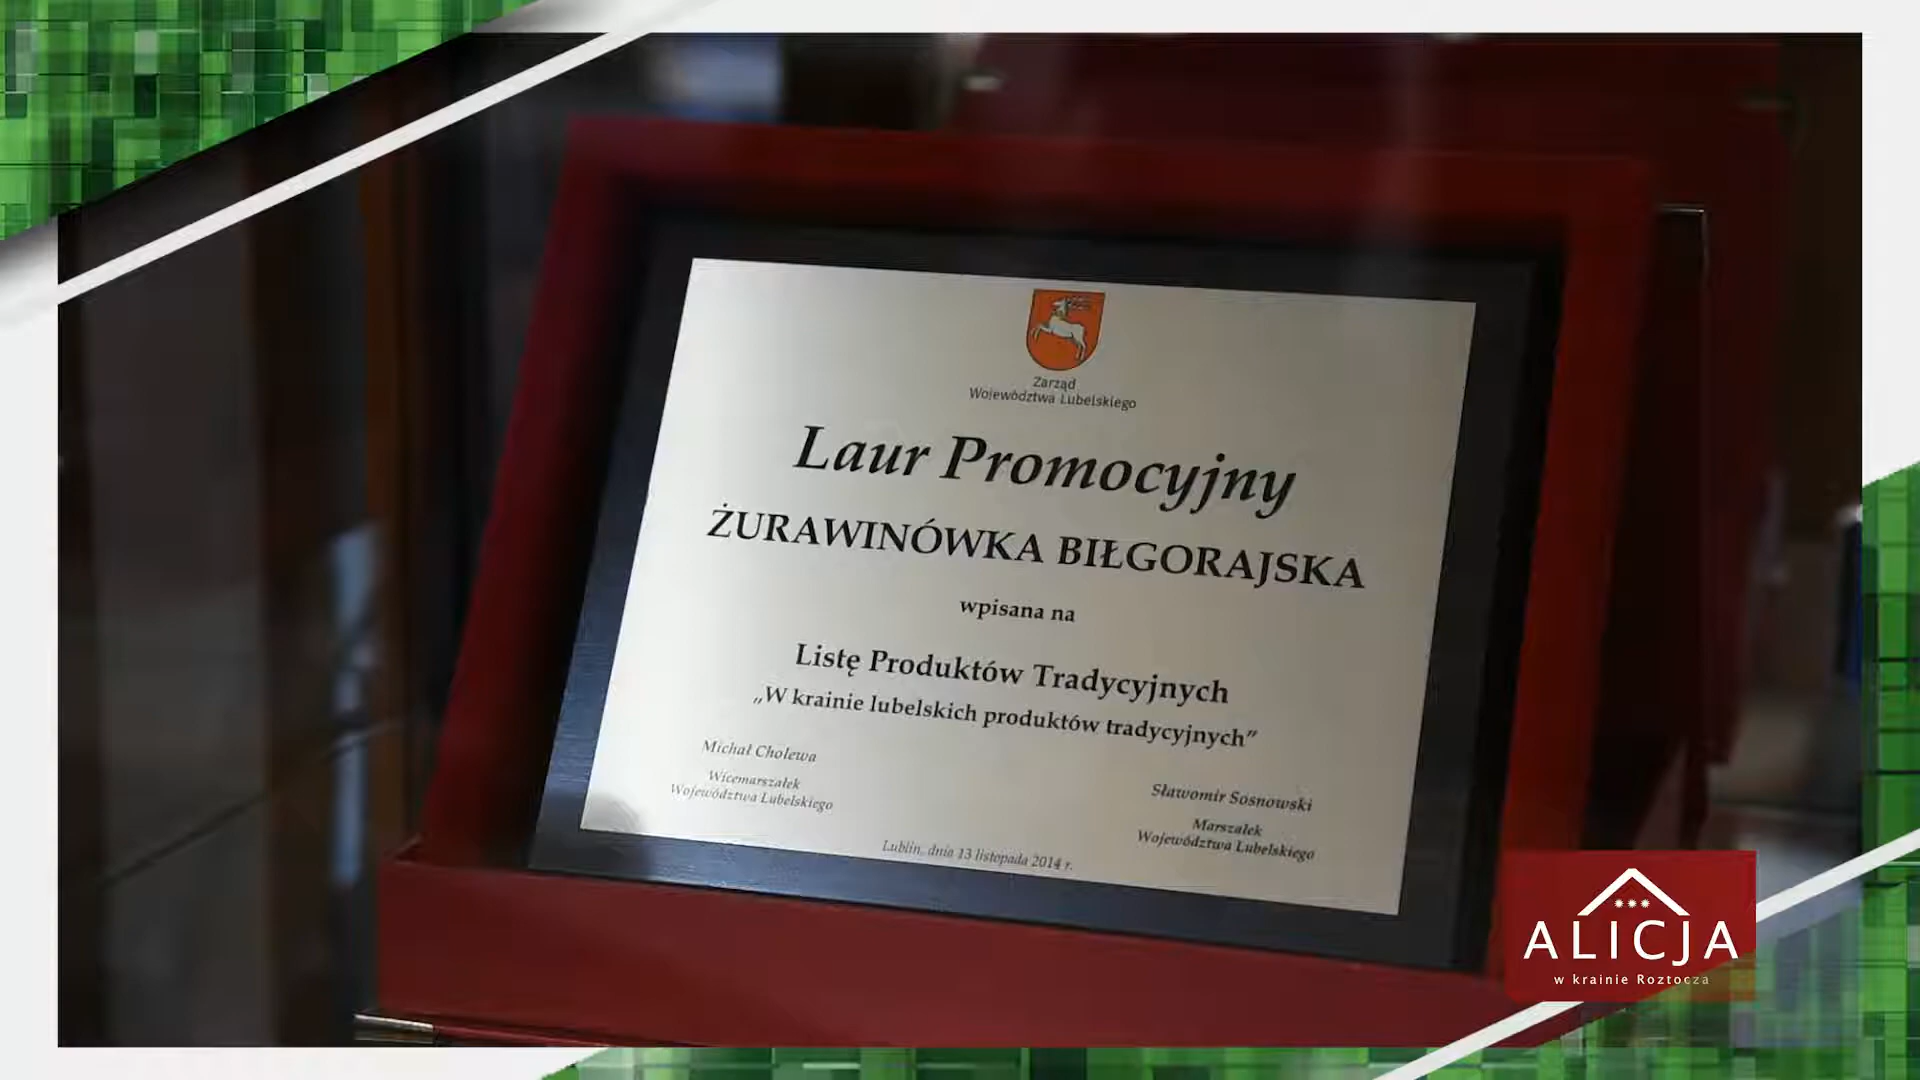 Zarząd
Województwa Lubelskiego
Laur Promocyjny
ŻURAWINÓWKA BIŁGORAJSKA
wpisana na
Listę Produktów Tradycyjnych
„W krainie lubelskich produktów tradycyjnych”
Michał Cholewa
Wicemarszałek
Województwa Lubelskiego
Sławomir Sosnowski
Marszałek
Województwa Lubelskiego
Lublin, dnia 13 listopada 2014 r.
ALICJA
w krainie Roztocza